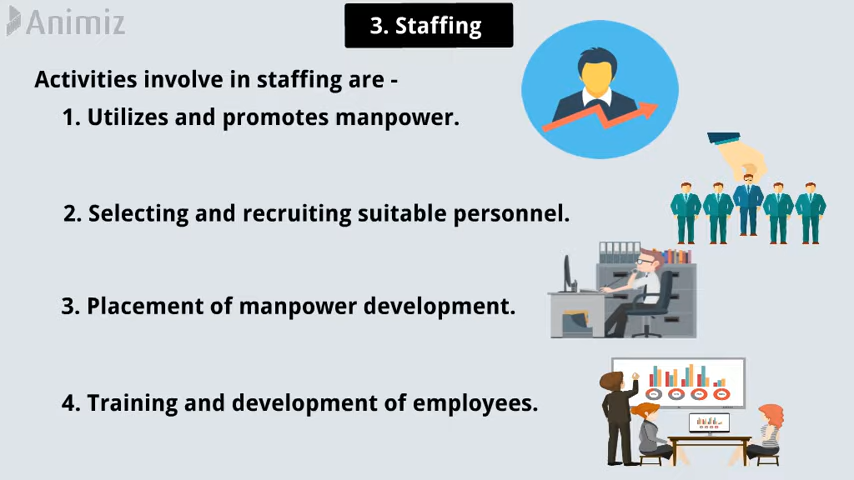 Animiz
3. Staffing
Activities involve in staffing are -
1. Utilizes and promotes manpower.
2. Selecting and recruiting suitable personnel.
3. Placement of manpower development.
4. Training and development of employees.